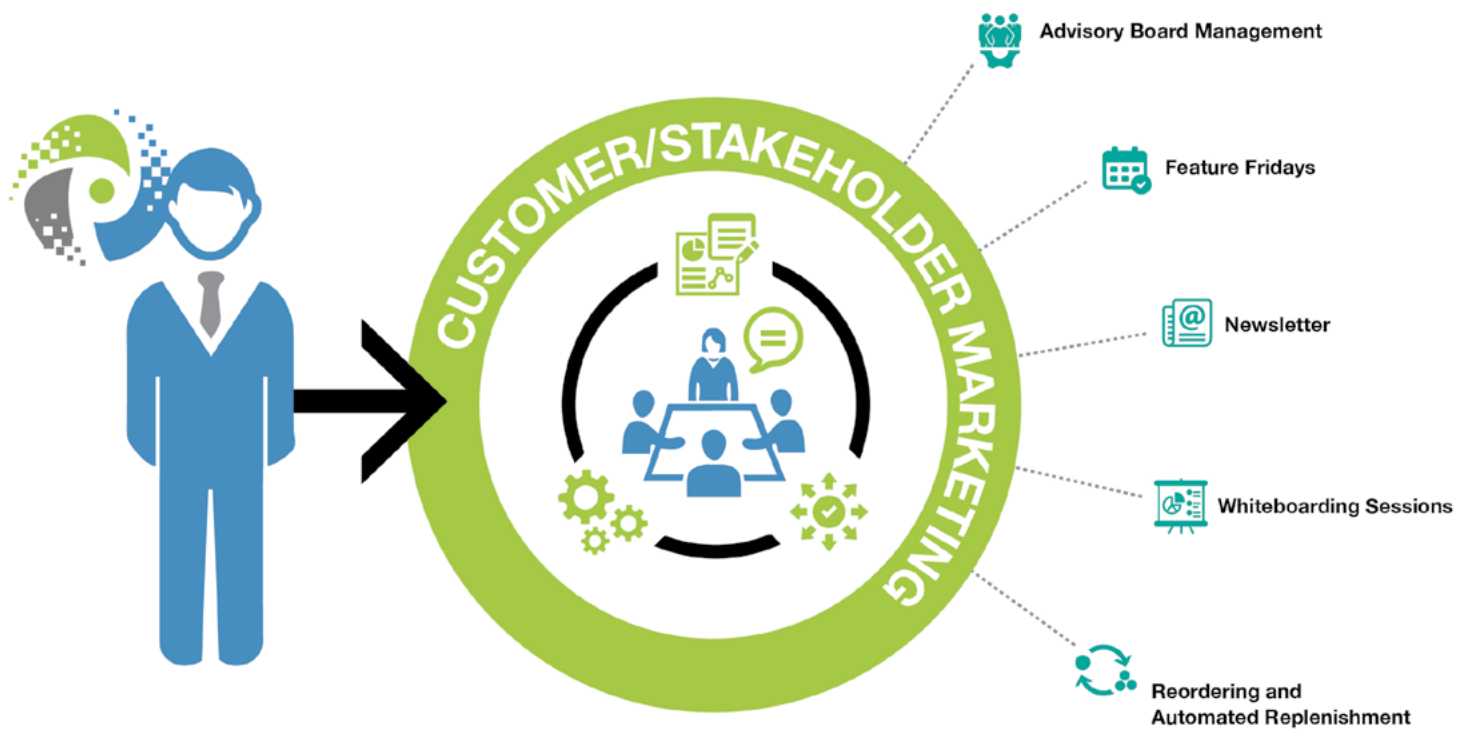 CUSTOMER/STAKEHOLDER MARKETING
Advisory Board Management
Feature Fridays
@
Newsletter
Whiteboarding Sessions
Reordering and
Automated Replenishment